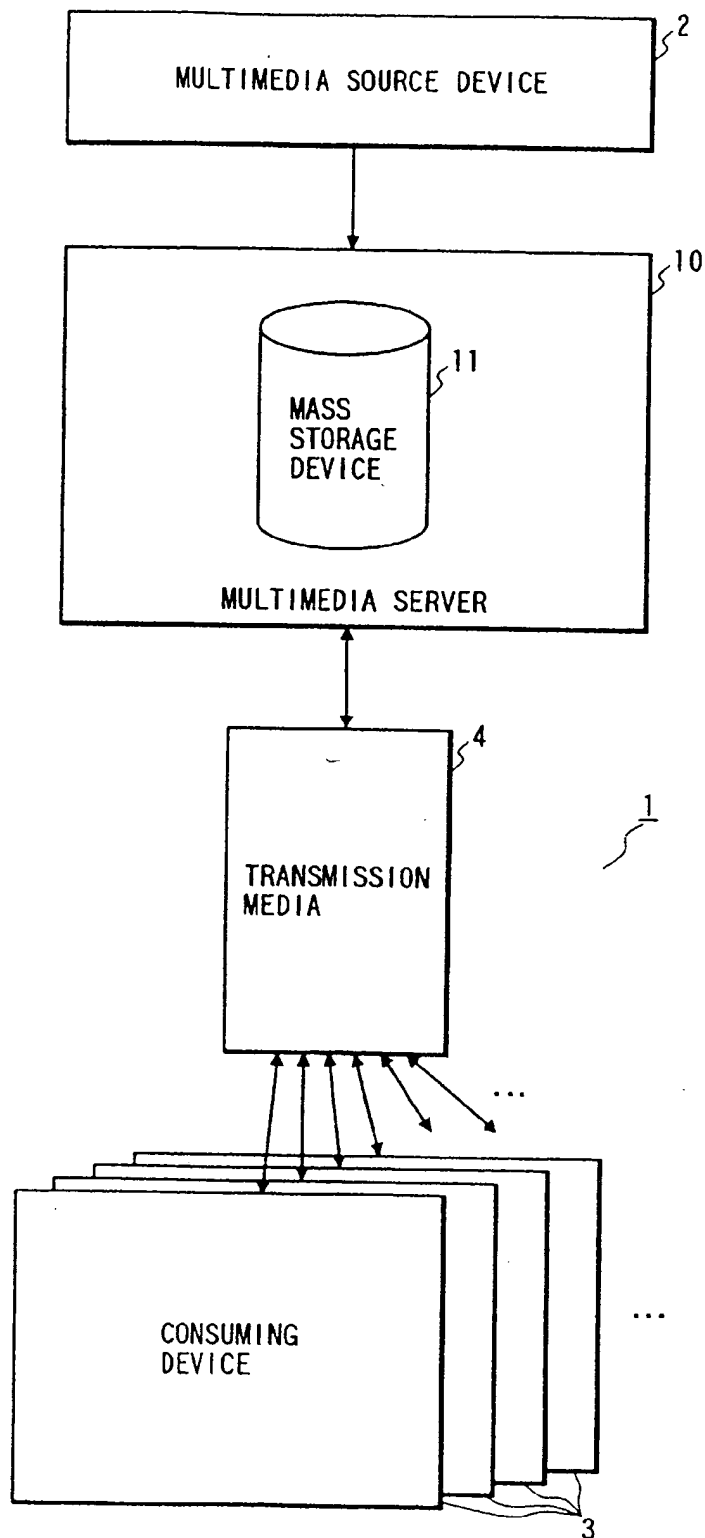 2
MULTIMEDIA SOURCE DEVICE
10
11
MASS
STORAGE
DEVICE
MULTIMEDIA SERVER
4
TRANSMISSION
MEDIA
1
...
CONSUMING
DEVICE
...
3